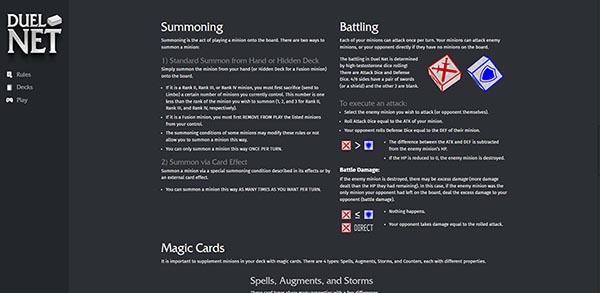 DUEL
NET
Rules
Decks
Play
Summoning
Summoning is the act of playing a minion onto the board. There are two ways to
summon a minion:
1) Standard Summon from Hand or Hidden Deck
Simply summon the minion from your hand (or Hidden Deck for a Fusion minion)
onto the board.
If it is a Rank II, Rank III, or Rank IV minion, you must first sacrifice (send to
Limbo) a certain number of minions you currently control. This number is one
less than the rank of the minion you wish to summon (1, 2, and 3 for Rank II,
Rank III, and Rank IV, respectively).
If it is a Fusion minion, you must first REMOVE FROM PLAY the listed minions
from your control.
The summoning conditions of some minions may modify these rules or not
allow you to summon a minion this way.
You can only summon a minion this way ONCE PER TURN.
2) Summon via Card Effect
Summon a minion via a special summoning condition described in its effects or by
an external card effect.
You can summon a minion this way AS MANY TIMES AS YOU WANT PER TURN.
Battling
Each of your minions can attack once per turn. Your minions can attack enemy
minions, or your opponent directly if they have no minions on the board.
The battling in Duel Net is determined
by high-testosterone dice rolling!
There are Attack Dice and Defense
Dice. 4/6 sides have a pair of swords
(or a shield) and the other 2 are blank.
To execute an attack:
Select the enemy minion you wish to attack (or opponent themselves).
Roll Attack Dice equal to the ATK of your minion.
Your opponent rolls Defense Dice equal to the DEF of their minion.
>
The difference between the ATK and DEF is subtracted
from the enemy minion's HP.
If the HP is reduced to 0, the enemy minion is destroyed.
Battle Damage:
If the enemy minion is destroyed, there may be excess damage (more damage
dealt than the HP they had remaining). In this case, if the enemy minion was the
only minion your opponent had left on the board, deal the excess damage to your
opponent (battle damage).
≤
Nothing happens.
DIRECT
Your opponent takes damage equal to the rolled attack.
Magic Cards
It is important to supplement minions in your deck with magic cards. There are 4 types: Spells, Augments, Storms, and Counters, each with different properties.
Spells, Augments, and Storms